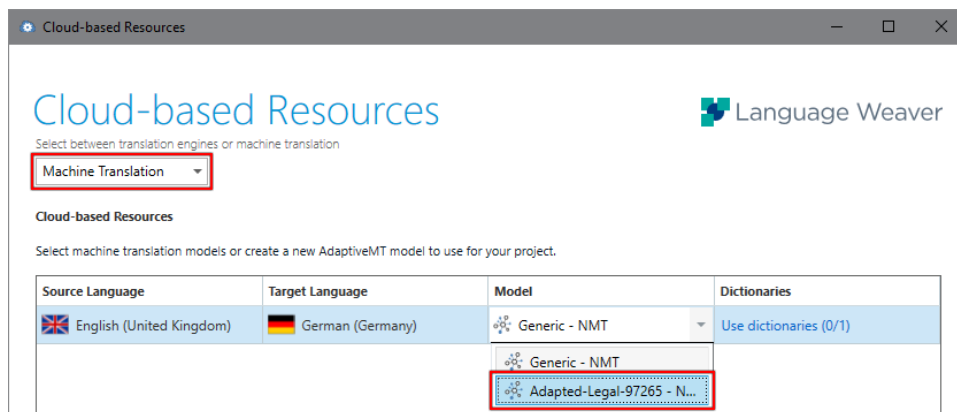 Cloud-based Resources
Cloud-based Resources
Language Weaver
Select between translation engines or machine translation
Machine Translation
Cloud-based Resources
Select machine translation models or create a new AdaptiveMT model to use for your project.
Source Language Target Language Model Dictionaries
English (United Kingdom) German (Germany) Generic - NMT Use dictionaries (0/1)
Generic - NMT
Adapted-Legal-97265 - N...